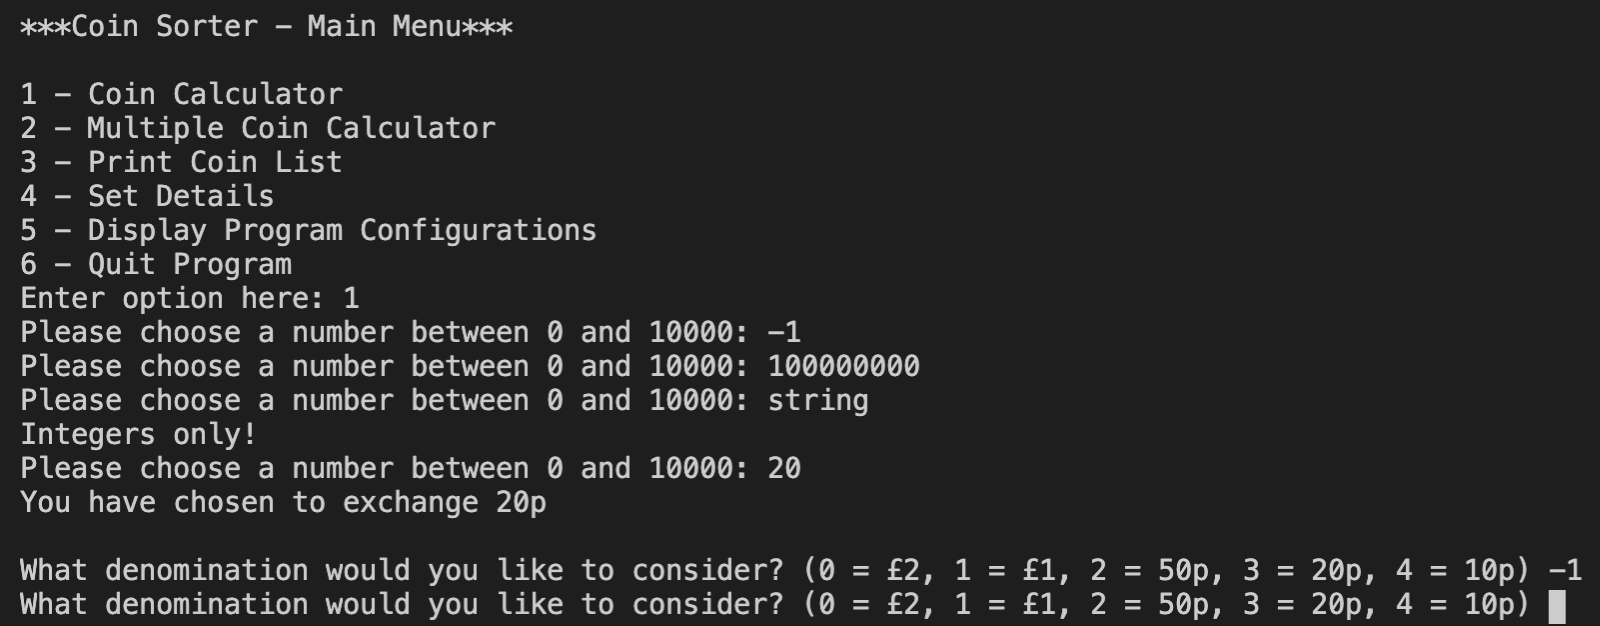 ***Coin Sorter - Main Menu***
1 - Coin Calculator
2 - Multiple Coin Calculator
3 - Print Coin List
4 - Set Details
5 - Display Program Configurations
6 - Quit Program
Enter option here: 1
Please choose a number between 0 and 10000: -1
Please choose a number between 0 and 10000: 100000000
Please choose a number between 0 and 10000: string
Integers only!
Please choose a number between 0 and 10000: 20
You have chosen to exchange 20p
What denomination would you like to consider? (0 = £2, 1 = £1, 2 = 50p, 3 = 20p, 4 = 10p) -1
What denomination would you like to consider? (0 = £2, 1 = £1, 2 = 50p, 3 = 20p, 4 = 10p)